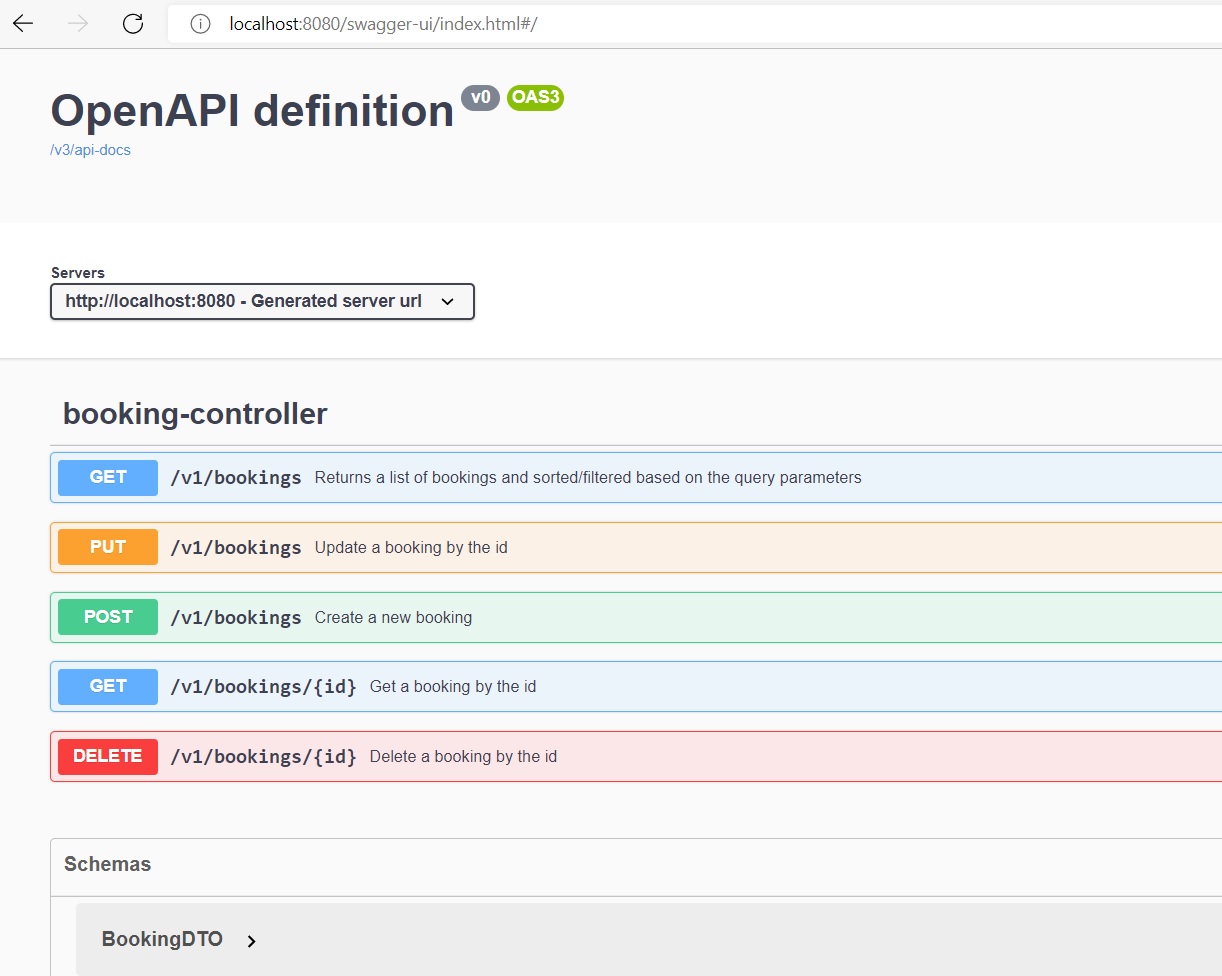 localhost:8080/swagger-ui/index.html#/
OpenAPI definition v0 OAS3
/v3/api-docs
Servers
http://localhost:8080 - Generated server url
booking-controller
GET /v1/bookings Returns a list of bookings and sorted/filtered based on the query parameters
PUT /v1/bookings Update a booking by the id
POST /v1/bookings Create a new booking
GET /v1/bookings/{id} Get a booking by the id
DELETE /v1/bookings/{id} Delete a booking by the id
Schemas
BookingDTO